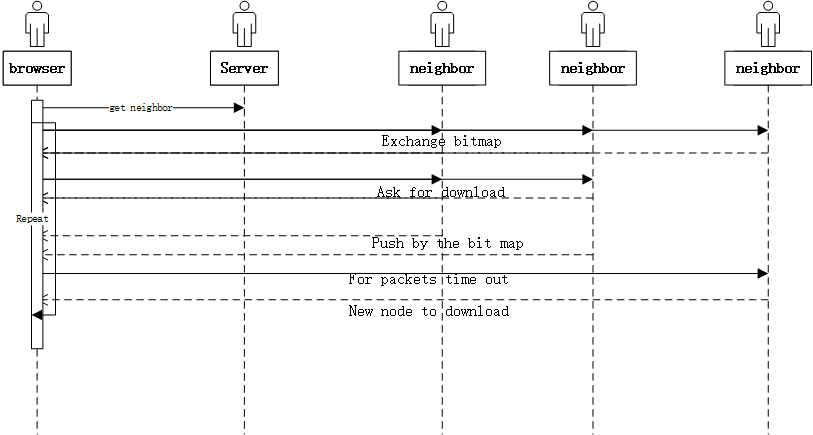 browser
Server
neighbor
neighbor
neighbor
get neighbor
Exchange bitmap
Ask for download
Repeat
Push by the bit map
For packets time out
New node to download